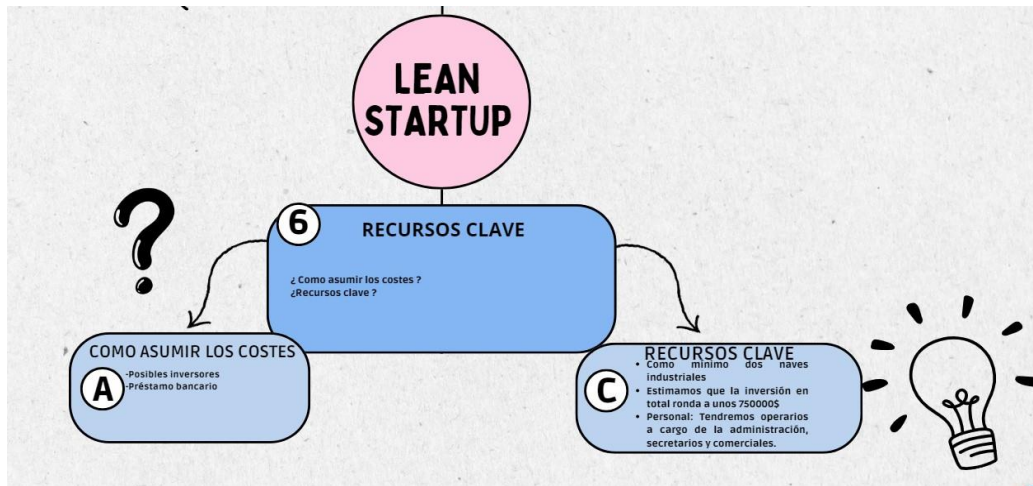 LEAN
STARTUP
6
RECURSOS CLAVE
¿ Como asumir los costes ?
¿Recursos clave ?
COMO ASUMIR LOS COSTES
A
-Posibles inversores
-Préstamo bancario
RECURSOS CLAVE
C
• Como mínimo dos naves
industriales
• Estimamos que la inversión en
total ronda a unos 750000$
• Personal: Tendremos operarios
a cargo de la administración,
secretarios y comerciales.